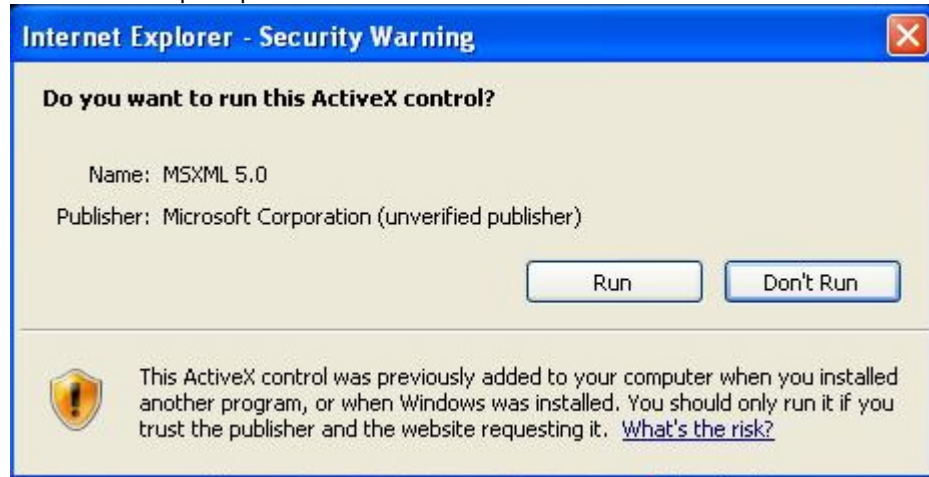 Internet Explorer - Security Warning
Do you want to run this ActiveX control?
Name: MSXML 5.0
Publisher: Microsoft Corporation (unverified publisher)
Run Don't Run
This ActiveX control was previously added to your computer when you installed
another program, or when Windows was installed. You should only run it if you
trust the publisher and the website requesting it. What's the risk?